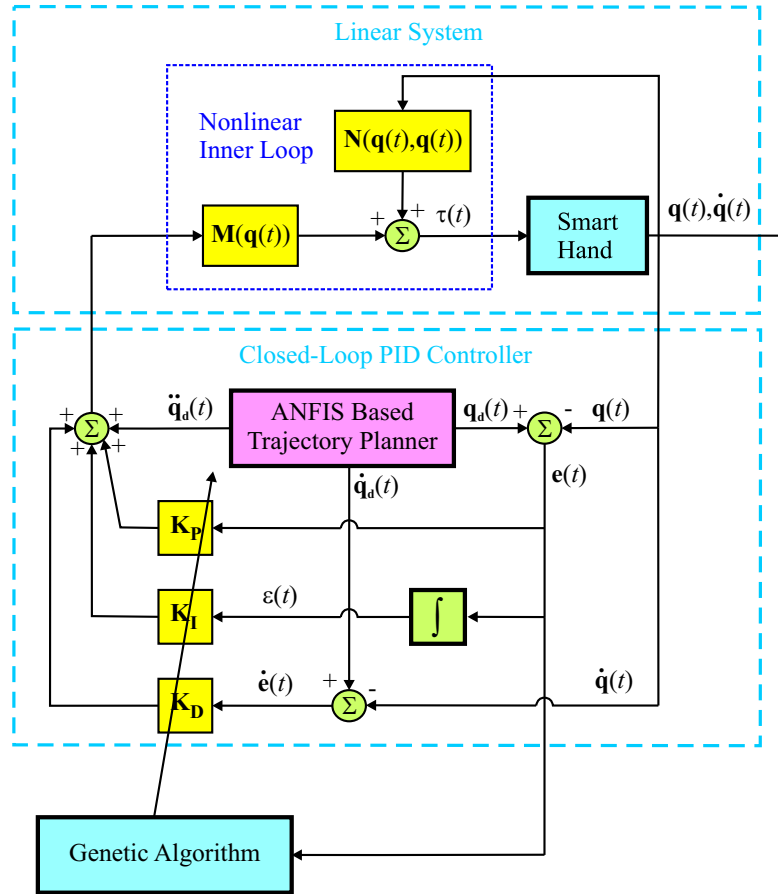 Linear System
Nonlinear
Inner Loop
N(q(t),q(t))
M(q(t))
+
+
Σ
τ(t)
Smart
Hand
q(t),q̇(t)
Closed-Loop PID Controller
+
+
+
+
Σ
q̈d(t)
ANFIS Based
Trajectory Planner
qd(t)
+
-
Σ
q(t)
q̇d(t)
e(t)
KP
KI
ε(t)
∫
KD
ė(t)
+
-
Σ
q̇(t)
Genetic Algorithm